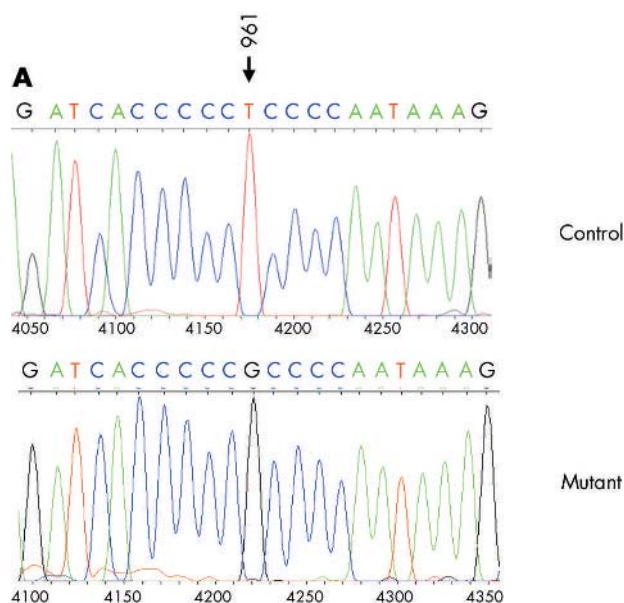 961
A
G A T C A C C C C C T C C C C A A T A A A G
Control
4050 4100 4150 4200 4250 4300
G A T C A C C C C C G C C C C A A T A A A G
Mutant
4100 4150 4200 4250 4300 4350